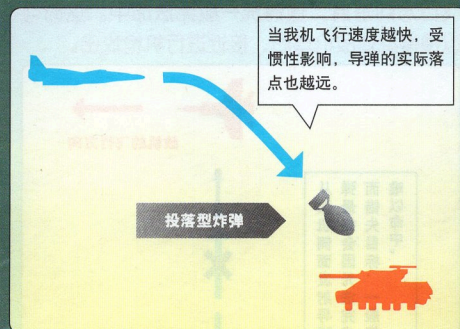 当我机飞行速度越快，受
惯性影响，导弹的实际落
点也越远。
投落型炸弹